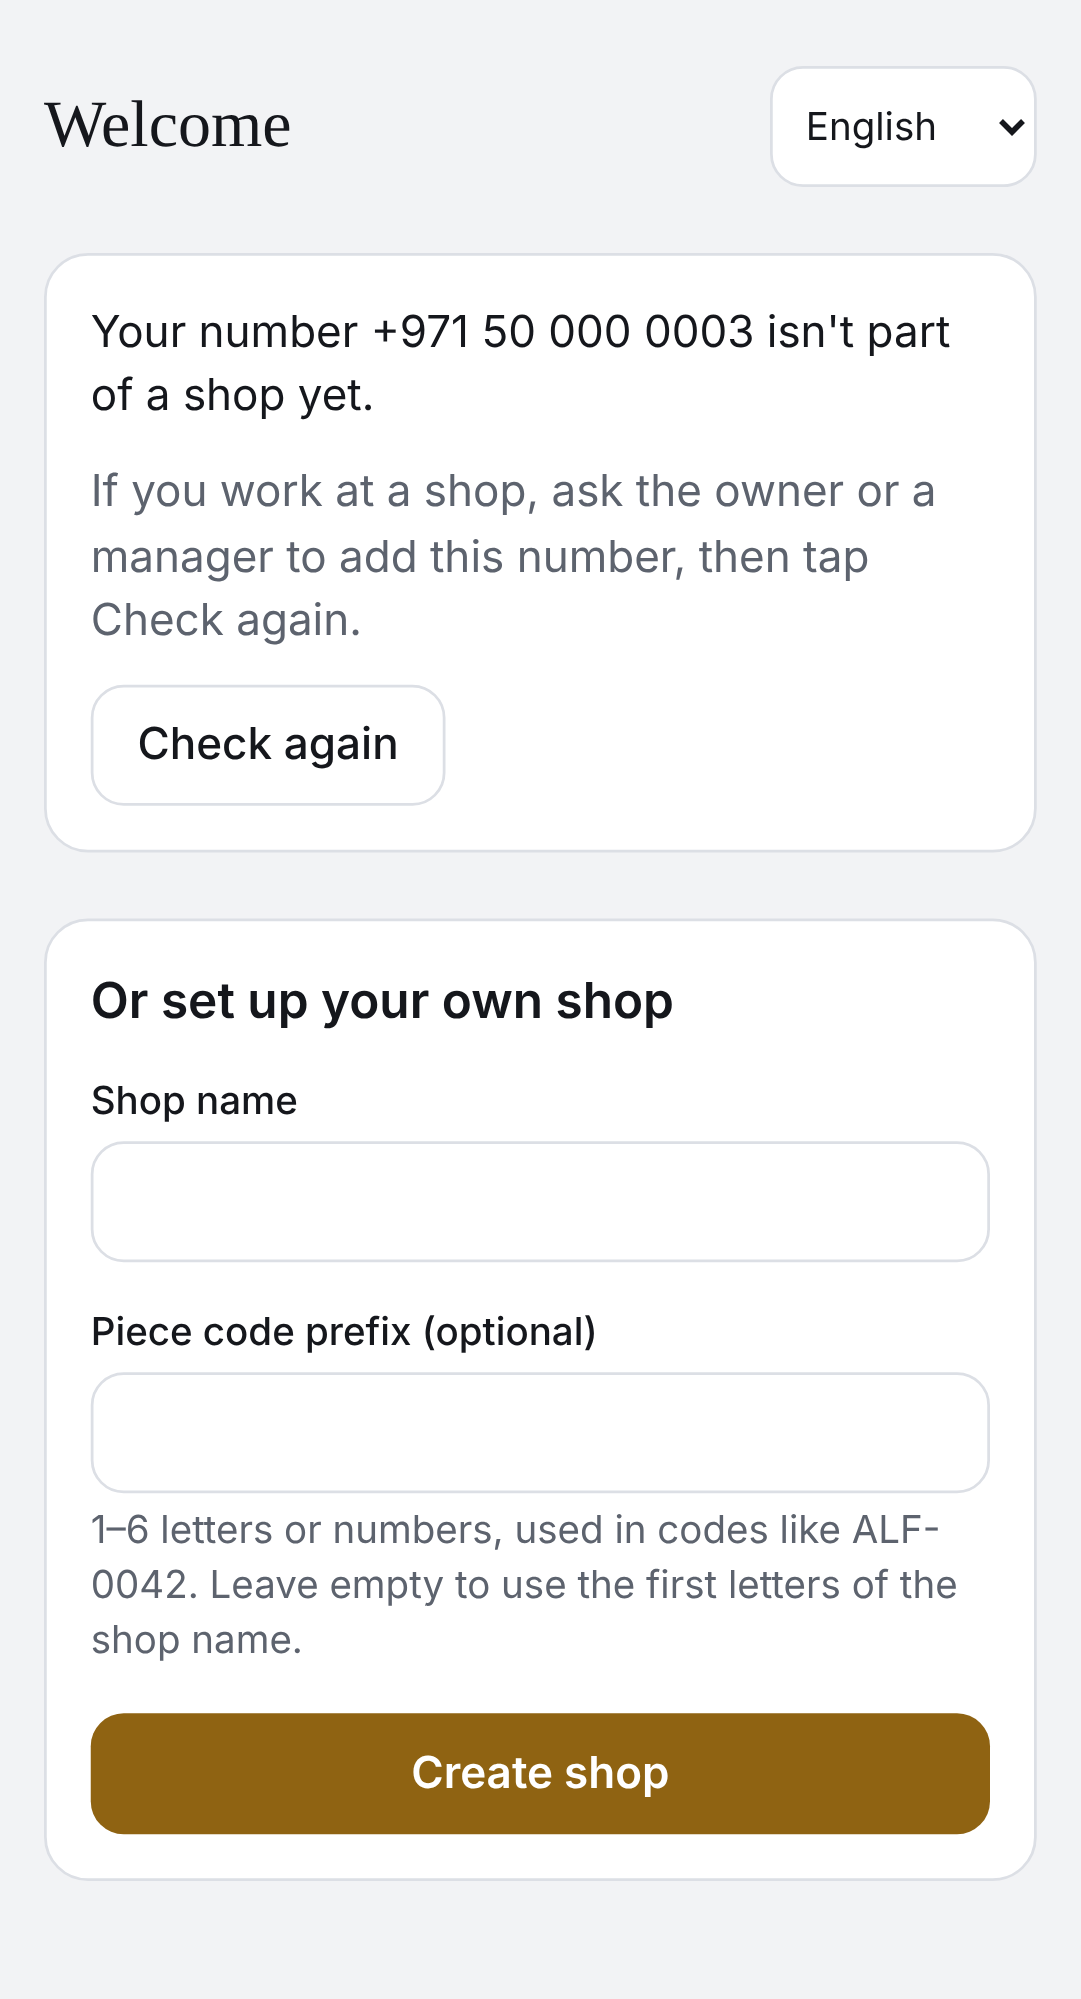 Welcome
English
Your number +971 50 000 0003 isn't part
of a shop yet.
If you work at a shop, ask the owner or a
manager to add this number, then tap
Check again.
Check again
Or set up your own shop
Shop name
Piece code prefix (optional)
1–6 letters or numbers, used in codes like ALF-
0042. Leave empty to use the first letters of the
shop name.
Create shop